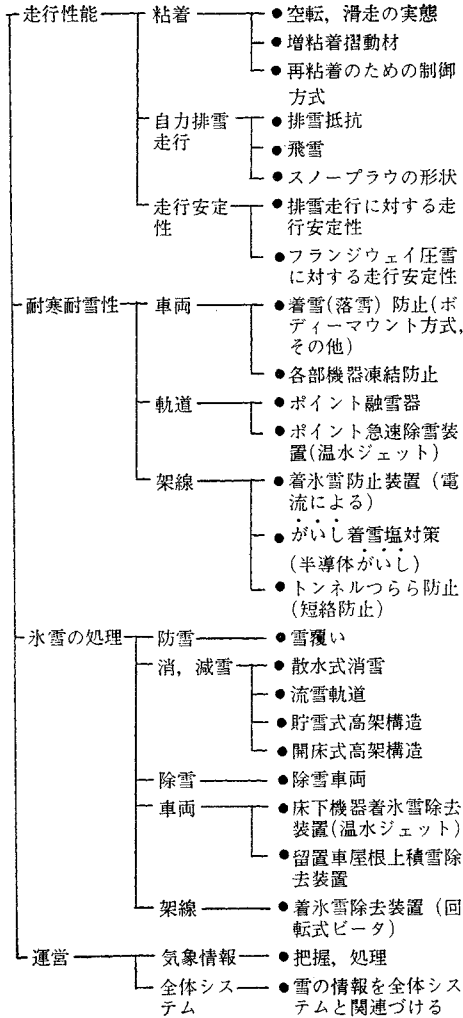 走行性能 粘着 ●空転，滑走の実態
●増粘着摺動材
●再粘着のための制御
方式
自力排雪 ●排雪抵抗
走行 ●飛雪
●スノープラウの形状
走行安定 ●排雪走行に対する走
性 行安定性
●フランジウェイ圧雪
に対する走行安定性
耐寒耐雪性 車両 ●着雪(落雪) 防止(ボ
ディーマウント方式，
その他)
●各部機器凍結防止
軌道 ●ポイント融雪器
●ポイント急速除雪装
置(温水ジェット)
架線 ●着氷雪防止装置 (電
流による)
●がいし着雪塩対策
(半導体がいし)
●トンネルつらら防止
(短絡防止)
氷雪の処理 防雪 ●雪覆い
消，減雪 ●散水式消雪
●流雪軌道
●貯雪式高架構造
●開床式高架構造
除雪 ●除雪車両
車両 ●床下機器着氷雪除去
装置(温水ジェット)
●留置車屋根上積雪除
去装置
架線 ●着氷雪除去装置 (回
転式ビータ)
運営 気象情報 ●把握，処理
全体シス ●雪の情報を全体シス
テム テムと関連づける